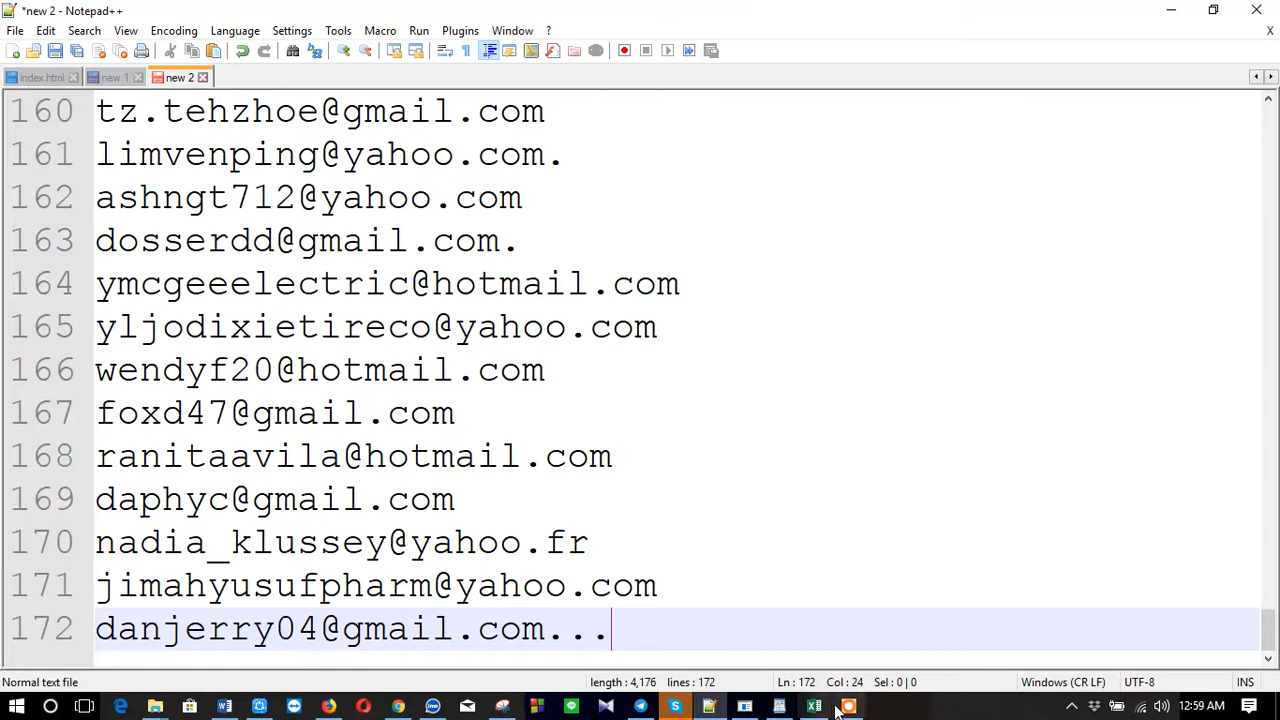 *new 2 - Notepad++
File Edit Search View Encoding Language Settings Tools Macro Run Plugins Window ? X
index.html new 1 new 2
160 tz.tehzhoe@gmail.com
161 limvenping@yahoo.com.
162 ashngt712@yahoo.com
163 dosserdd@gmail.com.
164 ymcgeeelectric@hotmail.com
165 yljodixietireco@yahoo.com
166 wendyf20@hotmail.com
167 foxd47@gmail.com
168 ranitaavila@hotmail.com
169 daphyc@gmail.com
170 nadia_klussey@yahoo.fr
171 jimahyusufpharm@yahoo.com
172 danjerry04@gmail.com...
Normal text file length : 4,176 lines : 172 Ln : 172 Col : 24 Sel : 0 | 0 Windows (CR LF) UTF-8 INS
12:59 AM